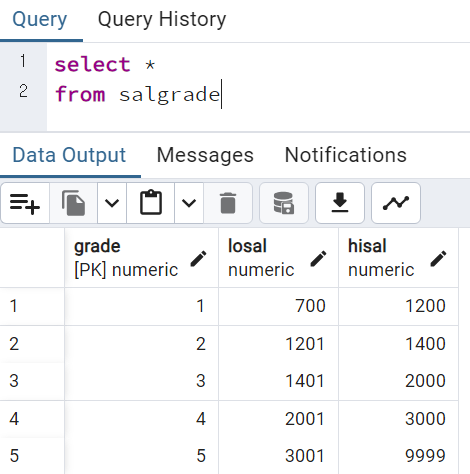 Query Query History
1 select *
2 from salgrade
Data Output Messages Notifications
grade losal hisal
[PK] numeric numeric numeric
1 1 700 1200
2 2 1201 1400
3 3 1401 2000
4 4 2001 3000
5 5 3001 9999